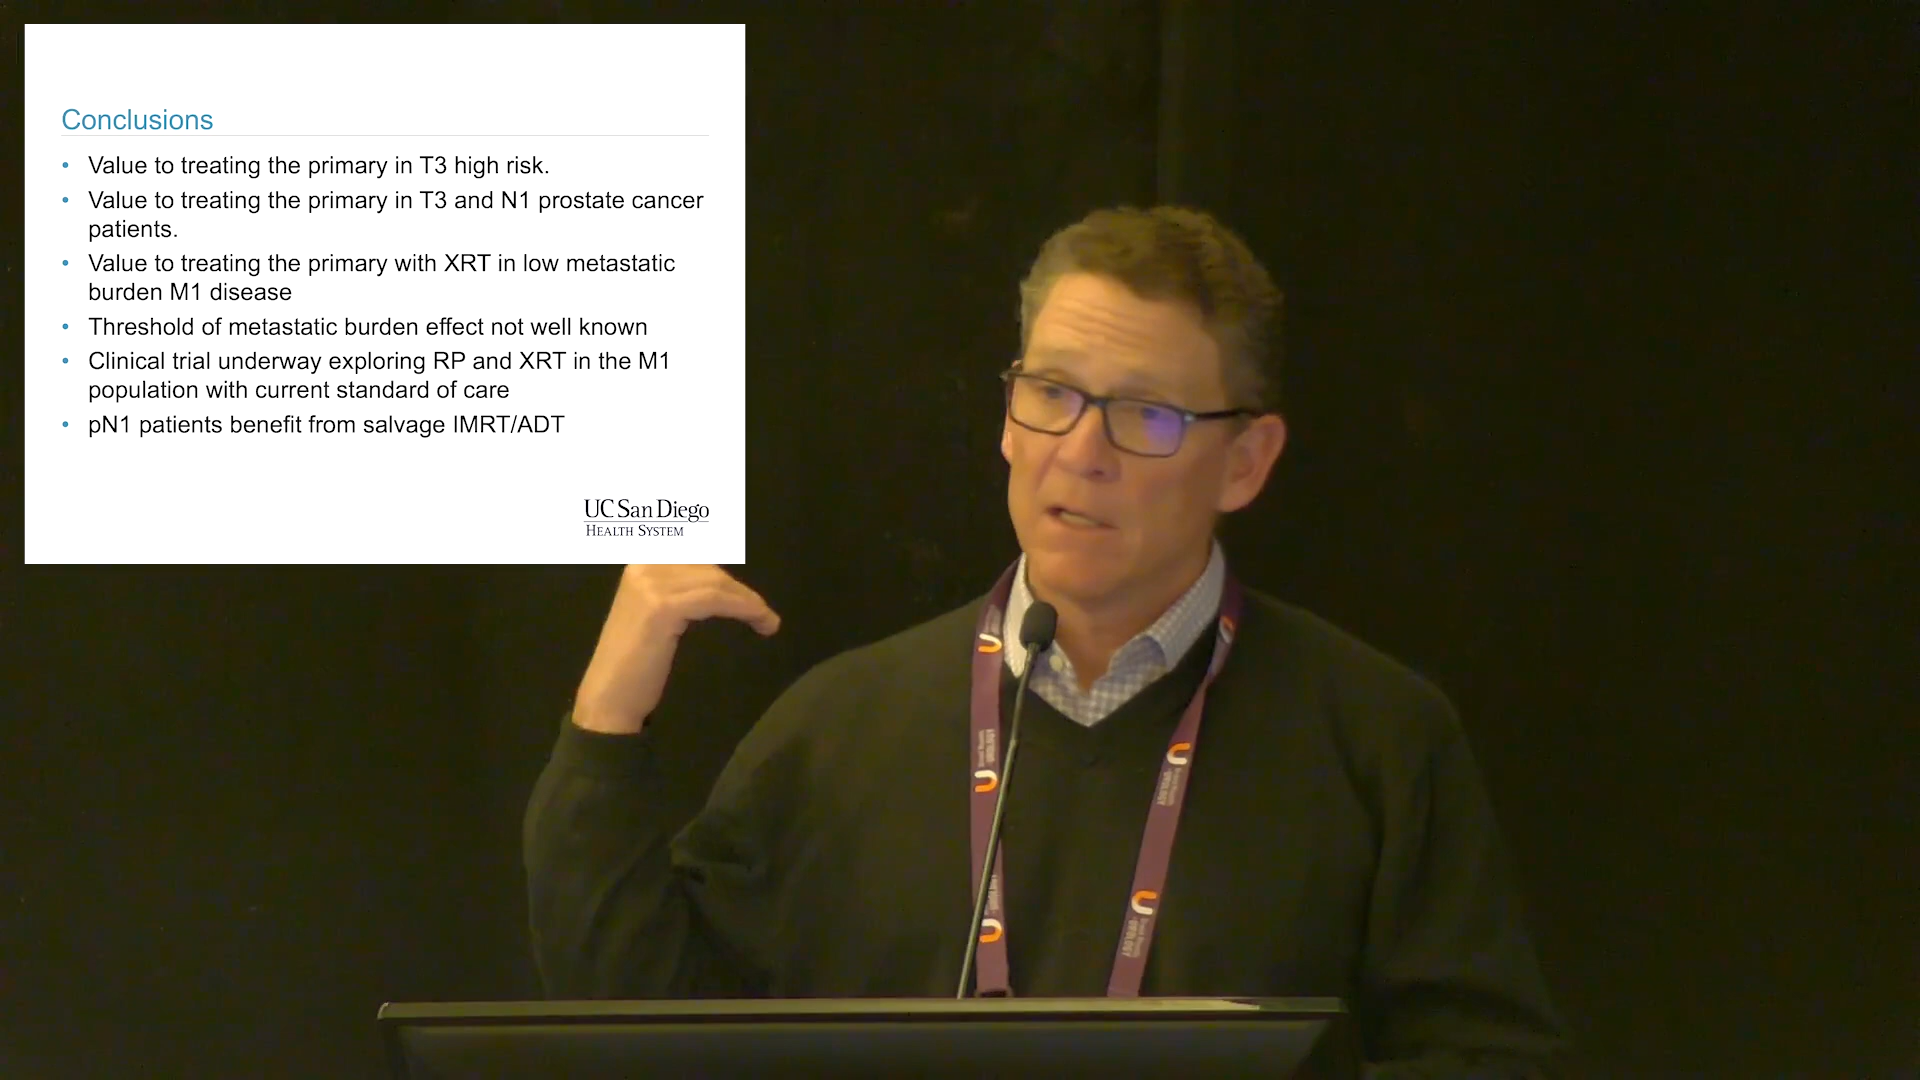 Conclusions
• Value to treating the primary in T3 high risk.
• Value to treating the primary in T3 and N1 prostate cancer
patients.
• Value to treating the primary with XRT in low metastatic
burden M1 disease
• Threshold of metastatic burden effect not well known
• Clinical trial underway exploring RP and XRT in the M1
population with current standard of care
• pN1 patients benefit from salvage IMRT/ADT
UC San Diego
HEALTH SYSTEM